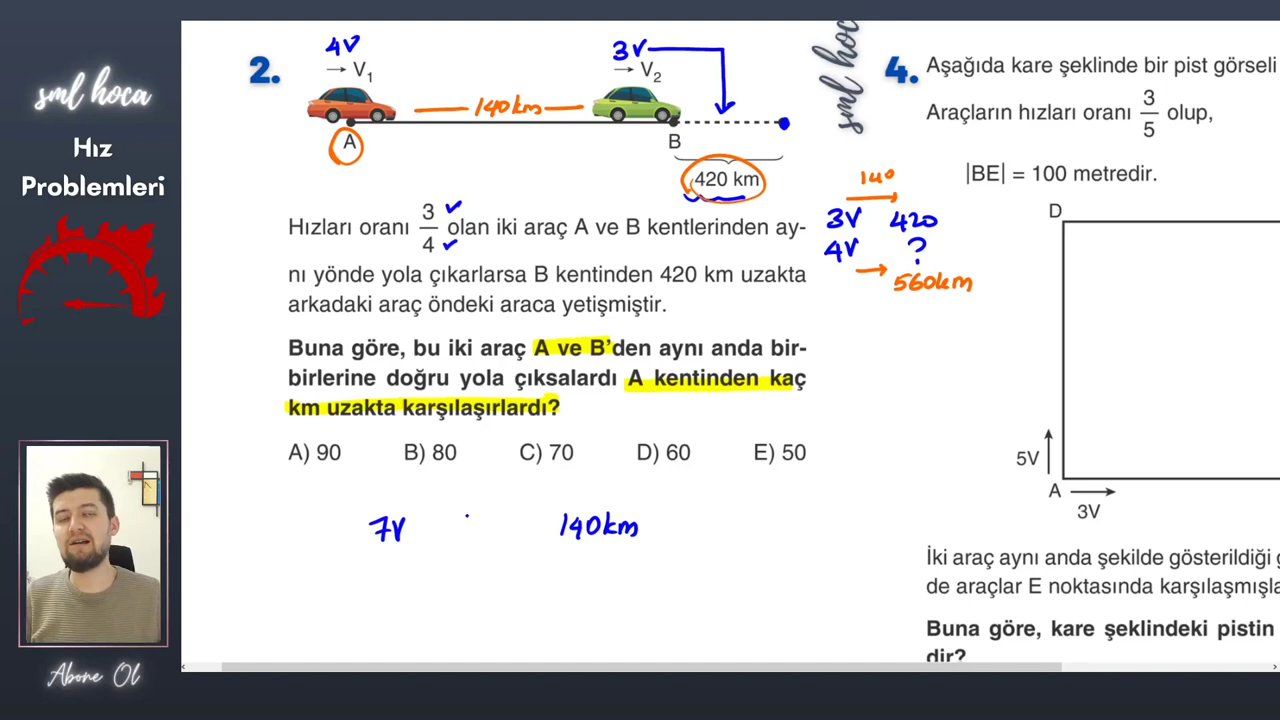 sml hoca
Hız
Problemleri
Abone Ol
2.
4V
→ V₁
140km
3V
→ V₂
A
B
420 km
Hızları oranı 3/4 olan iki araç A ve B kentlerinden ay-
nı yönde yola çıkarlarsa B kentinden 420 km uzakta
arkadaki araç öndeki araca yetişmiştir.
Buna göre, bu iki araç A ve B'den aynı anda bir-
birlerine doğru yola çıksalardı A kentinden kaç
km uzakta karşılaşırlardı?
A) 90 B) 80 C) 70 D) 60 E) 50
7V 140km
sml hoc
140
3V 420
4V ?
→ 560km
4. Aşağıda kare şeklinde bir pist görseli
Araçların hızları oranı 3/5 olup,
|BE| = 100 metredir.
D
5V
A
3V
İki araç aynı anda şekilde gösterildiği
de araçlar E noktasında karşılaşmışla
Buna göre, kare şeklindeki pistin
dir?